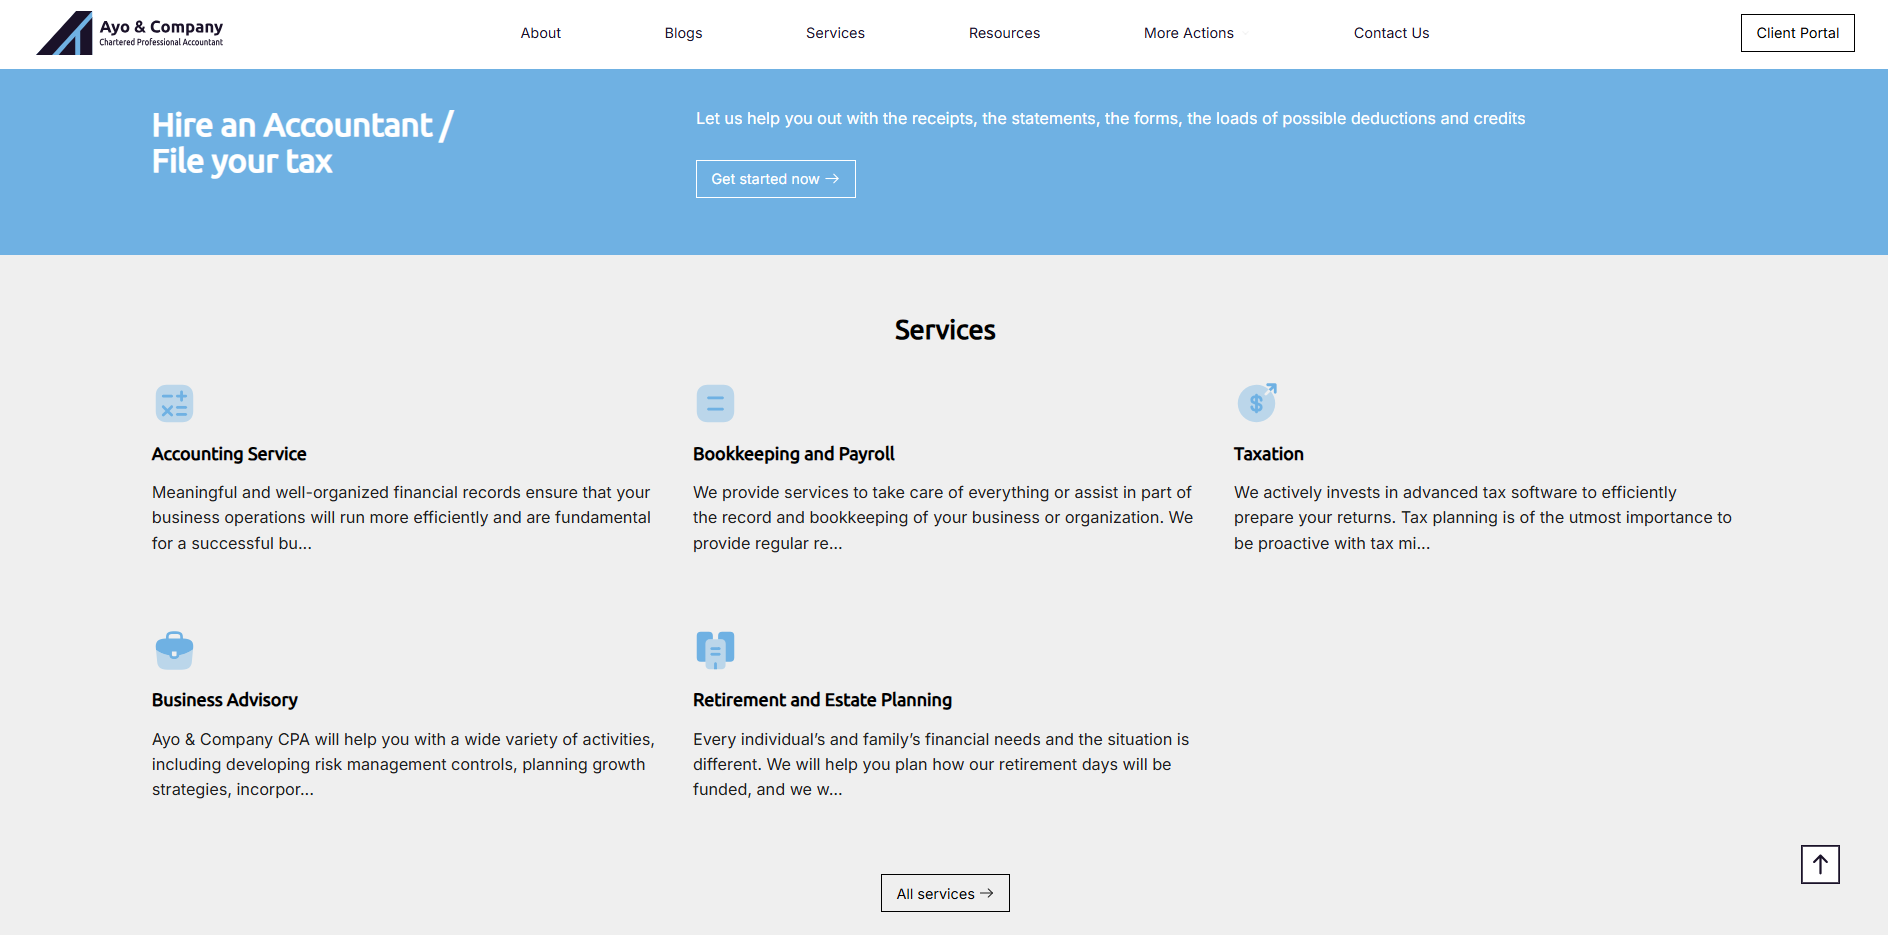 Ayo & Company
Chartered Professional Accountant
About
Blogs
Services
Resources
More Actions
Contact Us
Client Portal
Hire an Accountant /
File your tax
Let us help you out with the receipts, the statements, the forms, the loads of possible deductions and credits
Get started now →
Services
Accounting Service
Meaningful and well-organized financial records ensure that your
business operations will run more efficiently and are fundamental
for a successful bu...
Bookkeeping and Payroll
We provide services to take care of everything or assist in part of
the record and bookkeeping of your business or organization. We
provide regular re...
Taxation
We actively invests in advanced tax software to efficiently
prepare your returns. Tax planning is of the utmost importance to
be proactive with tax mi...
Business Advisory
Ayo & Company CPA will help you with a wide variety of activities,
including developing risk management controls, planning growth
strategies, incorpor...
Retirement and Estate Planning
Every individual’s and family’s financial needs and the situation is
different. We will help you plan how our retirement days will be
funded, and we w...
All services →